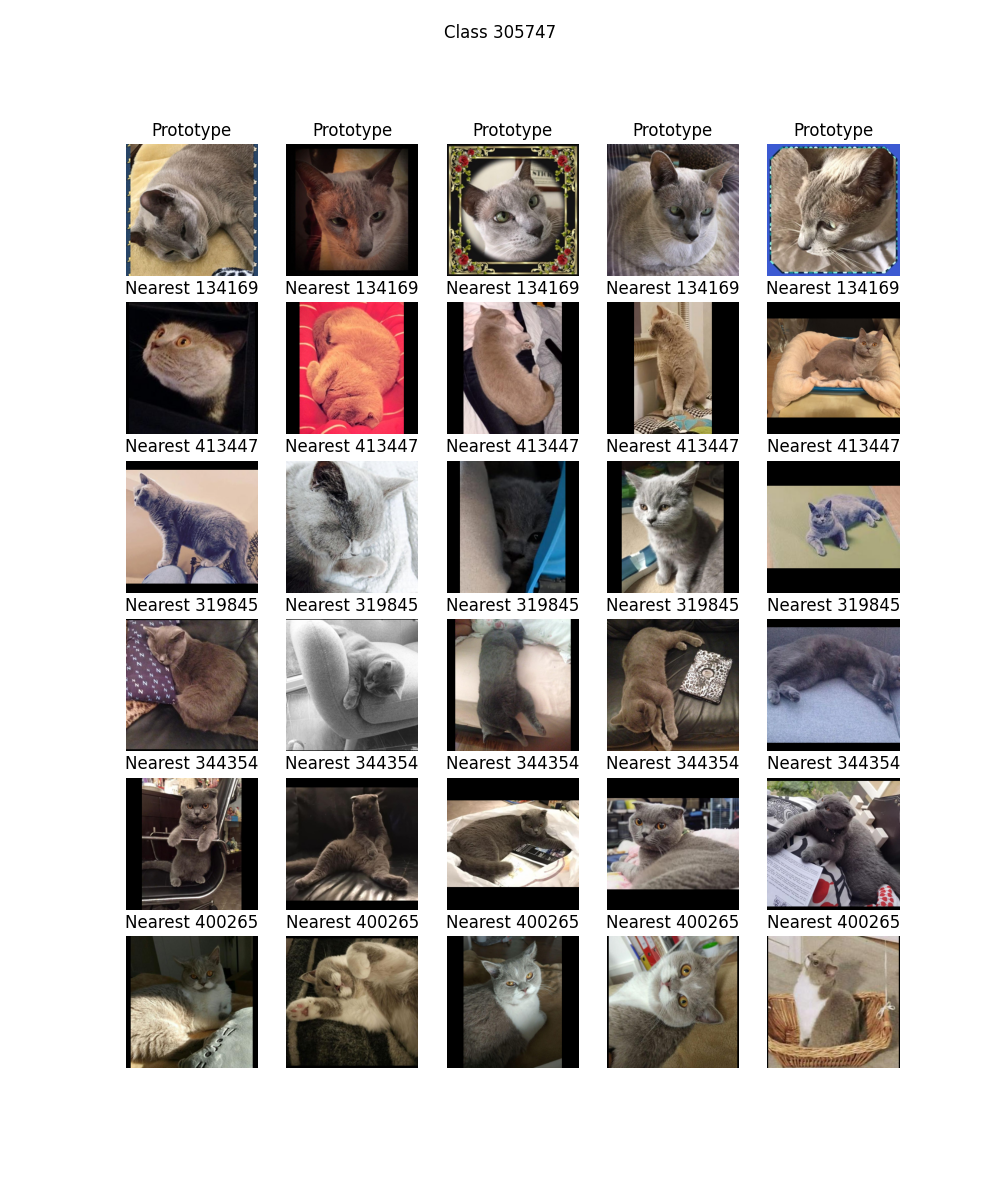 Class 305747
Prototype Prototype Prototype Prototype Prototype
Nearest 134169 Nearest 134169 Nearest 134169 Nearest 134169 Nearest 134169
Nearest 413447 Nearest 413447 Nearest 413447 Nearest 413447 Nearest 413447
Nearest 319845 Nearest 319845 Nearest 319845 Nearest 319845 Nearest 319845
Nearest 344354 Nearest 344354 Nearest 344354 Nearest 344354 Nearest 344354
Nearest 400265 Nearest 400265 Nearest 400265 Nearest 400265 Nearest 400265